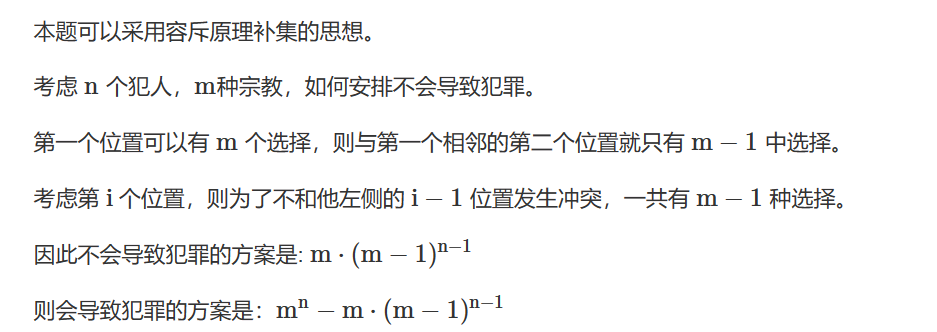 本题可以采用容斥原理补集的思想。
考虑 n 个犯人，m种宗教，如何安排不会导致犯罪。
第一个位置可以有 m 个选择，则与第一个相邻的第二个位置就只有 m − 1 中选择。
考虑第 i 个位置，则为了不和他左侧的 i − 1 位置发生冲突，一共有 m − 1 种选择。
因此不会导致犯罪的方案是: m · (m − 1)^{n−1}
则会导致犯罪的方案是：m^n − m · (m − 1)^{n−1}